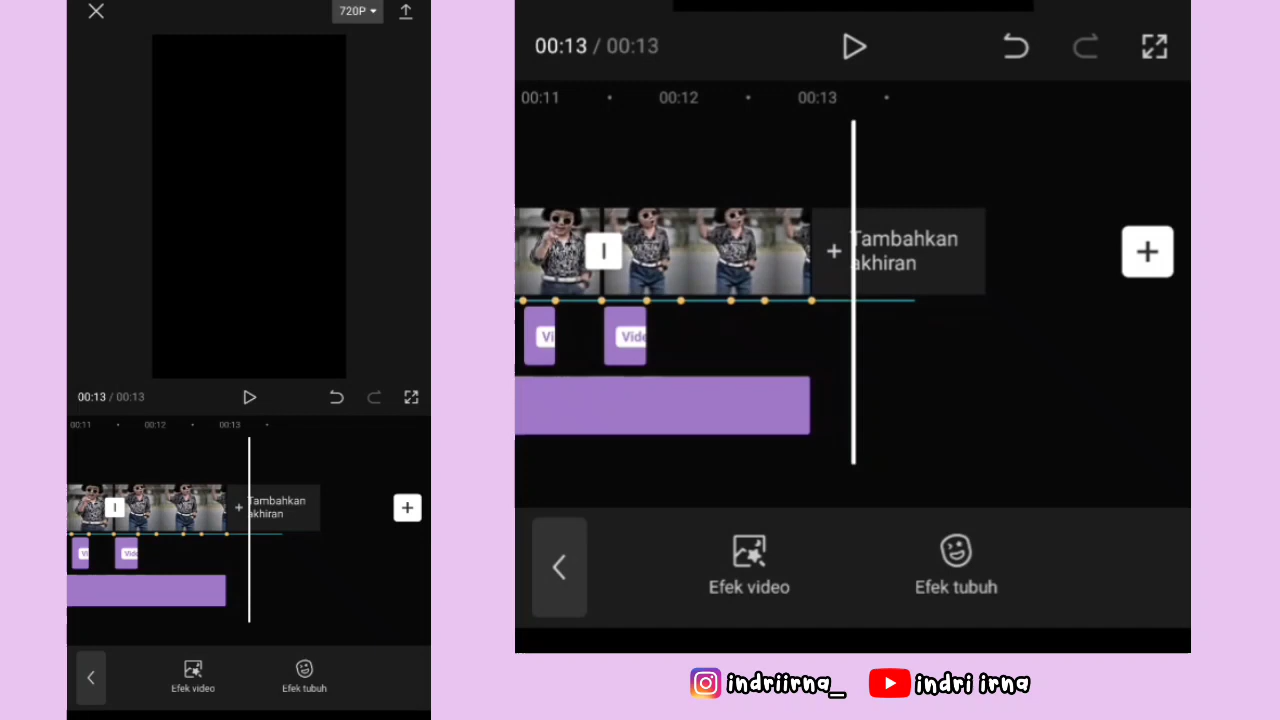 720P
00:13 / 00:13
00:11
00:12
00:13
Tambahkan
akhiran
Vi
Vide
Efek video
Efek tubuh
00:13 / 00:13
00:11
00:12
00:13
Tambahkan
akhiran
Vi
Vide
Efek video
Efek tubuh
indriirna_
indri irna